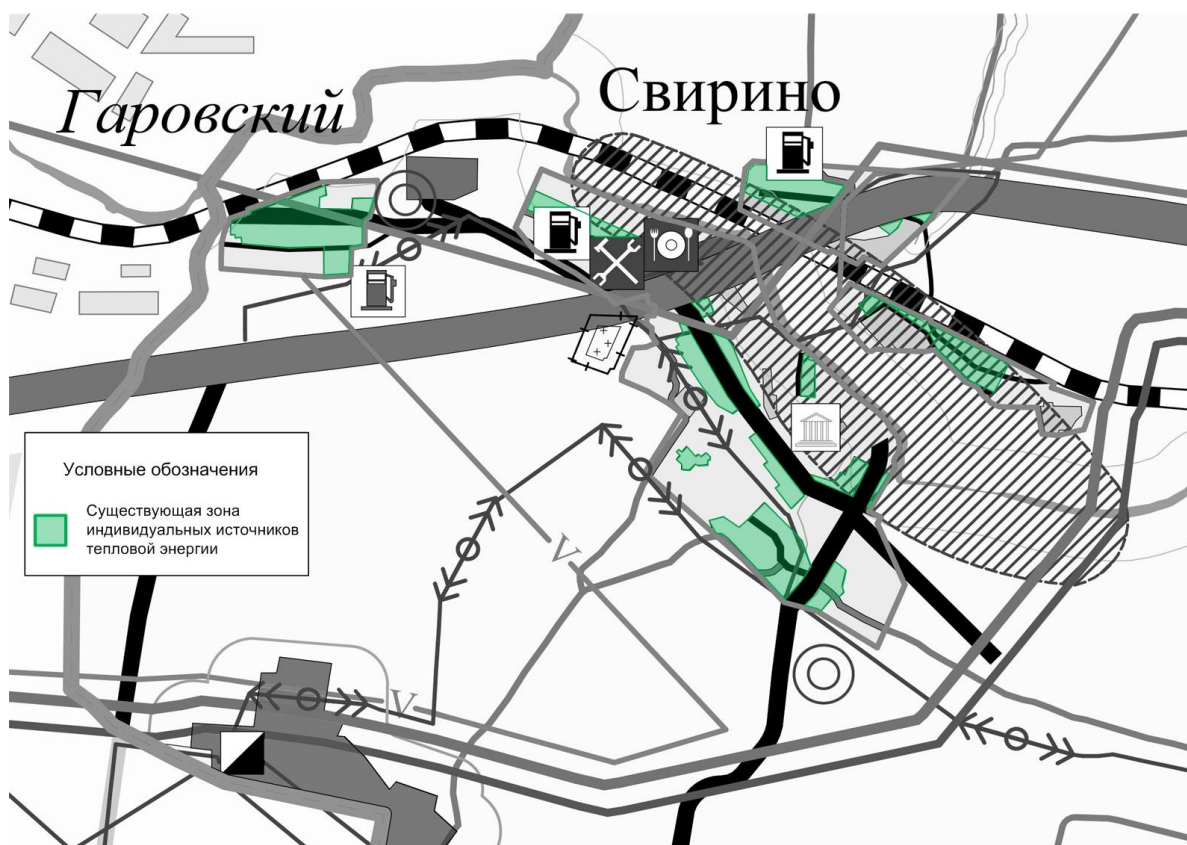 Свирино
Гаровский
Условные обозначения
Существующая зона
индивидуальных источников
тепловой энергии
V
V